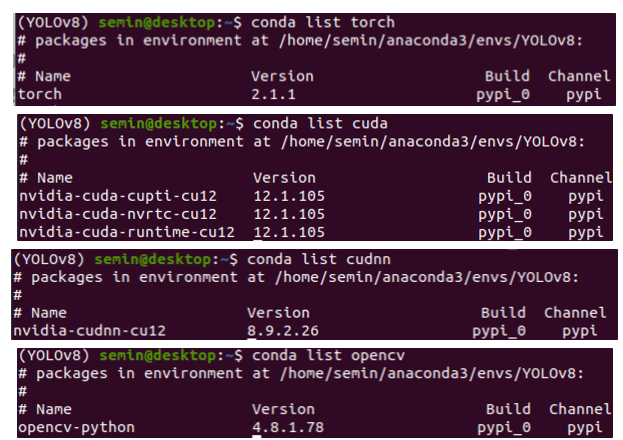 (YOLOv8) semin@desktop:~$ conda list torch
# packages in environment at /home/semin/anaconda3/envs/YOLOv8:
#
# Name Version Build Channel
torch 2.1.1 pypi_0 pypi
(YOLOv8) semin@desktop:~$ conda list cuda
# packages in environment at /home/semin/anaconda3/envs/YOLOv8:
#
# Name Version Build Channel
nvidia-cuda-cupti-cu12 12.1.105 pypi_0 pypi
nvidia-cuda-nvrtc-cu12 12.1.105 pypi_0 pypi
nvidia-cuda-runtime-cu12 12.1.105 pypi_0 pypi
(YOLOv8) semin@desktop:~$ conda list cudnn
# packages in environment at /home/semin/anaconda3/envs/YOLOv8:
#
# Name Version Build Channel
nvidia-cudnn-cu12 8.9.2.26 pypi_0 pypi
(YOLOv8) semin@desktop:~$ conda list opencv
# packages in environment at /home/semin/anaconda3/envs/YOLOv8:
#
# Name Version Build Channel
opencv-python 4.8.1.78 pypi_0 pypi